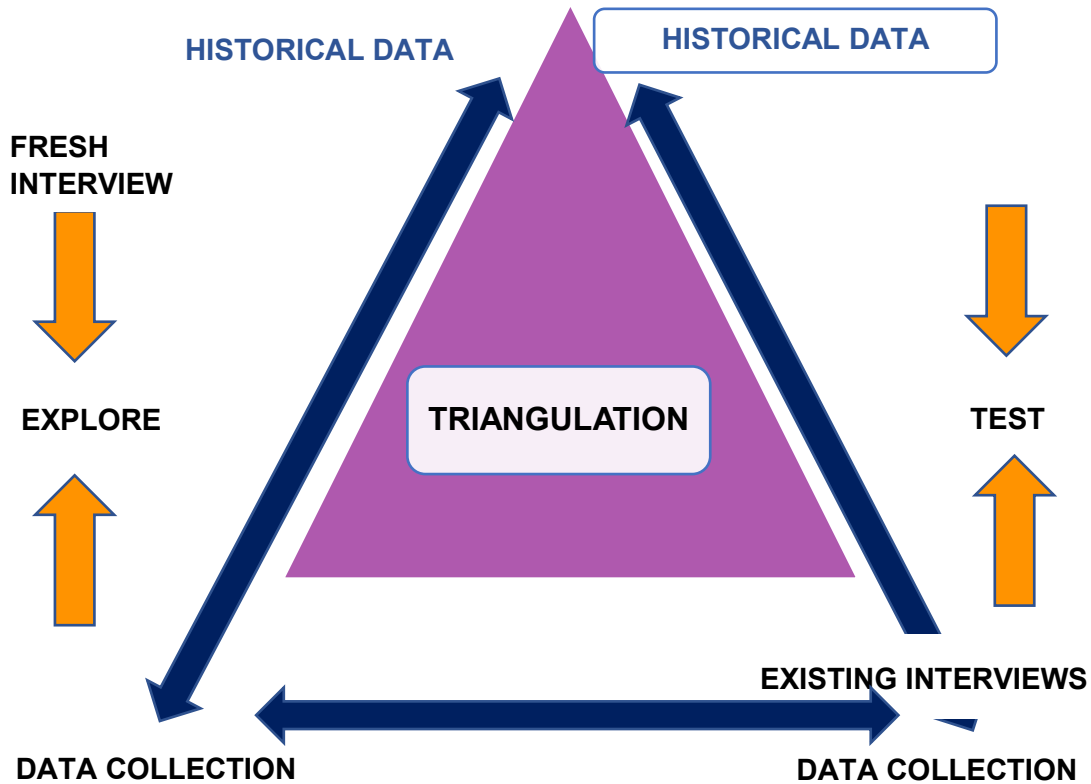 HISTORICAL DATA
HISTORICAL DATA
FRESH
INTERVIEW
EXPLORE
TRIANGULATION
TEST
EXISTING INTERVIEWS
DATA COLLECTION
DATA COLLECTION